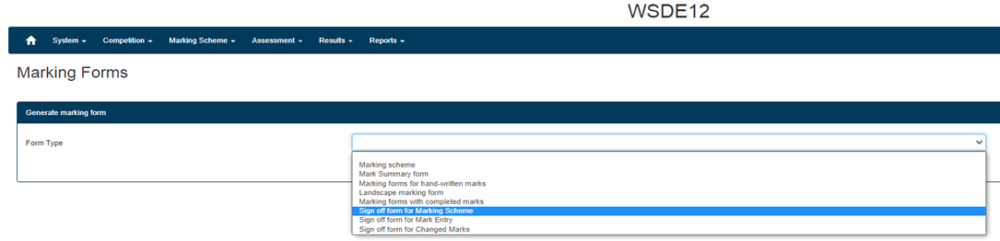 WSDE12
System Competition Marking Scheme Assessment Results Reports
Marking Forms
Generate marking form
Form Type
Marking scheme
Mark Summary form
Marking forms for hand-written marks
Landscape marking form
Marking forms with completed marks
Sign off form for Marking Scheme
Sign off form for Mark Entry
Sign off form for Changed Marks